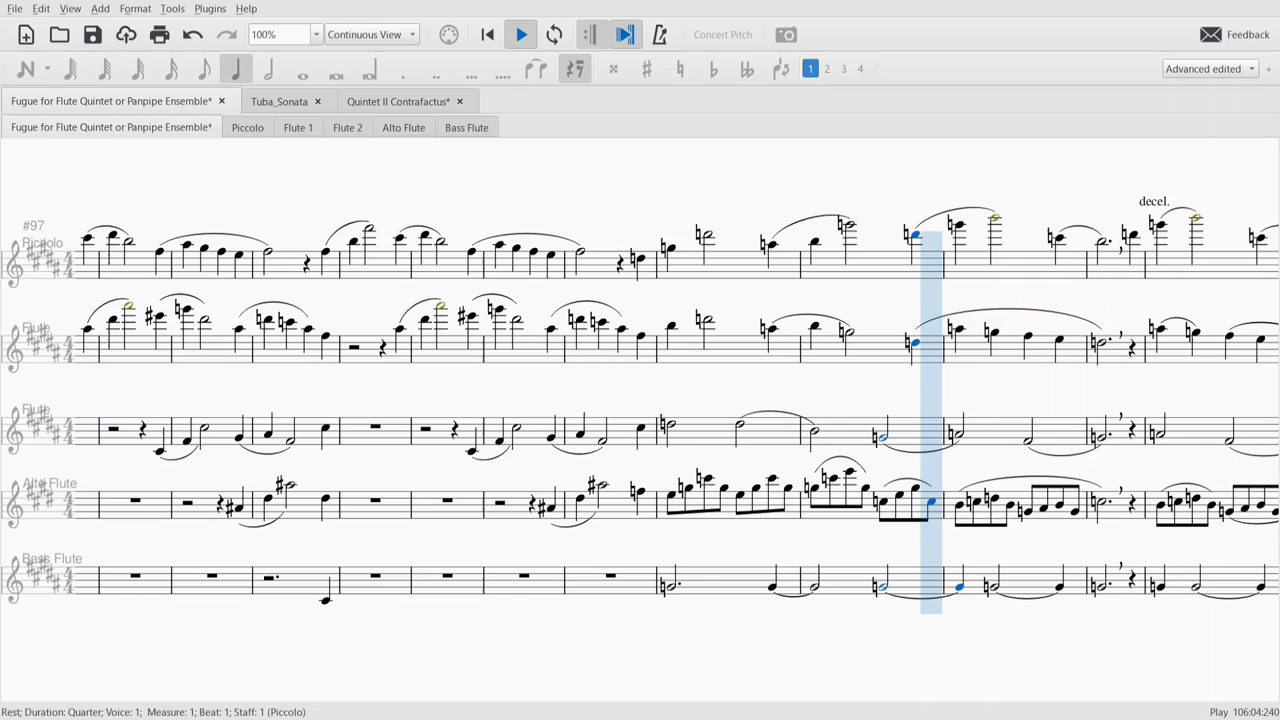 File Edit View Add Format Tools Plugins Help
100% Continuous View Concert Pitch Feedback
1 2 3 4 Advanced edited +
Fugue for Flute Quintet or Panpipe Ensemble* × Tuba_Sonata × Quintet II Contrafactus* ×
Fugue for Flute Quintet or Panpipe Ensemble* Piccolo Flute 1 Flute 2 Alto Flute Bass Flute
decel.
#97
Piccolo
Flute
Flute
Alto Flute
Bass Flute
Rest; Duration: Quarter; Voice: 1; Measure: 1; Beat: 1; Staff: 1 (Piccolo) Play 106:04:240